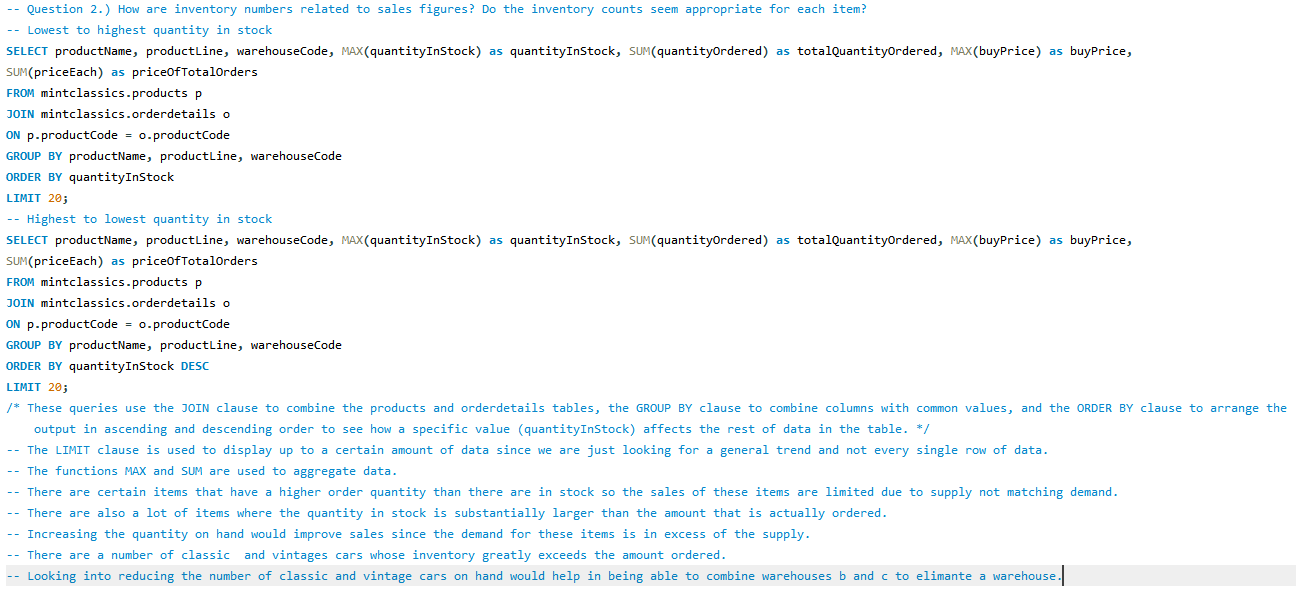 -- Question 2.) How are inventory numbers related to sales figures? Do the inventory counts seem appropriate for each item?
-- Lowest to highest quantity in stock
SELECT productName, productLine, warehouseCode, MAX(quantityInStock) as quantityInStock, SUM(quantityOrdered) as totalQuantityOrdered, MAX(buyPrice) as buyPrice,
SUM(priceEach) as priceOfTotalOrders
FROM mintclassics.products p
JOIN mintclassics.orderdetails o
ON p.productCode = o.productCode
GROUP BY productName, productLine, warehouseCode
ORDER BY quantityInStock
LIMIT 20;
-- Highest to lowest quantity in stock
SELECT productName, productLine, warehouseCode, MAX(quantityInStock) as quantityInStock, SUM(quantityOrdered) as totalQuantityOrdered, MAX(buyPrice) as buyPrice,
SUM(priceEach) as priceOfTotalOrders
FROM mintclassics.products p
JOIN mintclassics.orderdetails o
ON p.productCode = o.productCode
GROUP BY productName, productLine, warehouseCode
ORDER BY quantityInStock DESC
LIMIT 20;
/* These queries use the JOIN clause to combine the products and orderdetails tables, the GROUP BY clause to combine columns with common values, and the ORDER BY clause to arrange the
output in ascending and descending order to see how a specific value (quantityInStock) affects the rest of data in the table. */
-- The LIMIT clause is used to display up to a certain amount of data since we are just looking for a general trend and not every single row of data.
-- The functions MAX and SUM are used to aggregate data.
-- There are certain items that have a higher order quantity than there are in stock so the sales of these items are limited due to supply not matching demand.
-- There are also a lot of items where the quantity in stock is substantially larger than the amount that is actually ordered.
-- Increasing the quantity on hand would improve sales since the demand for these items is in excess of the supply.
-- There are a number of classic  and vintages cars whose inventory greatly exceeds the amount ordered.
-- Looking into reducing the number of classic and vintage cars on hand would help in being able to combine warehouses b and c to elimante a warehouse.